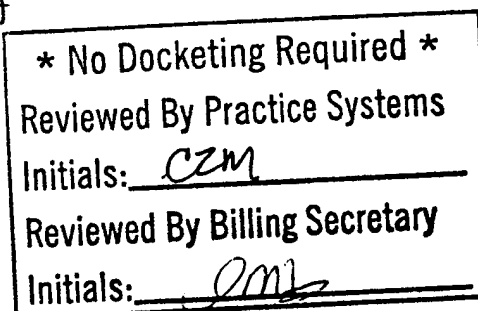 * No Docketing Required *
Reviewed By Practice Systems
Initials: CZM
Reviewed By Billing Secretary
Initials: